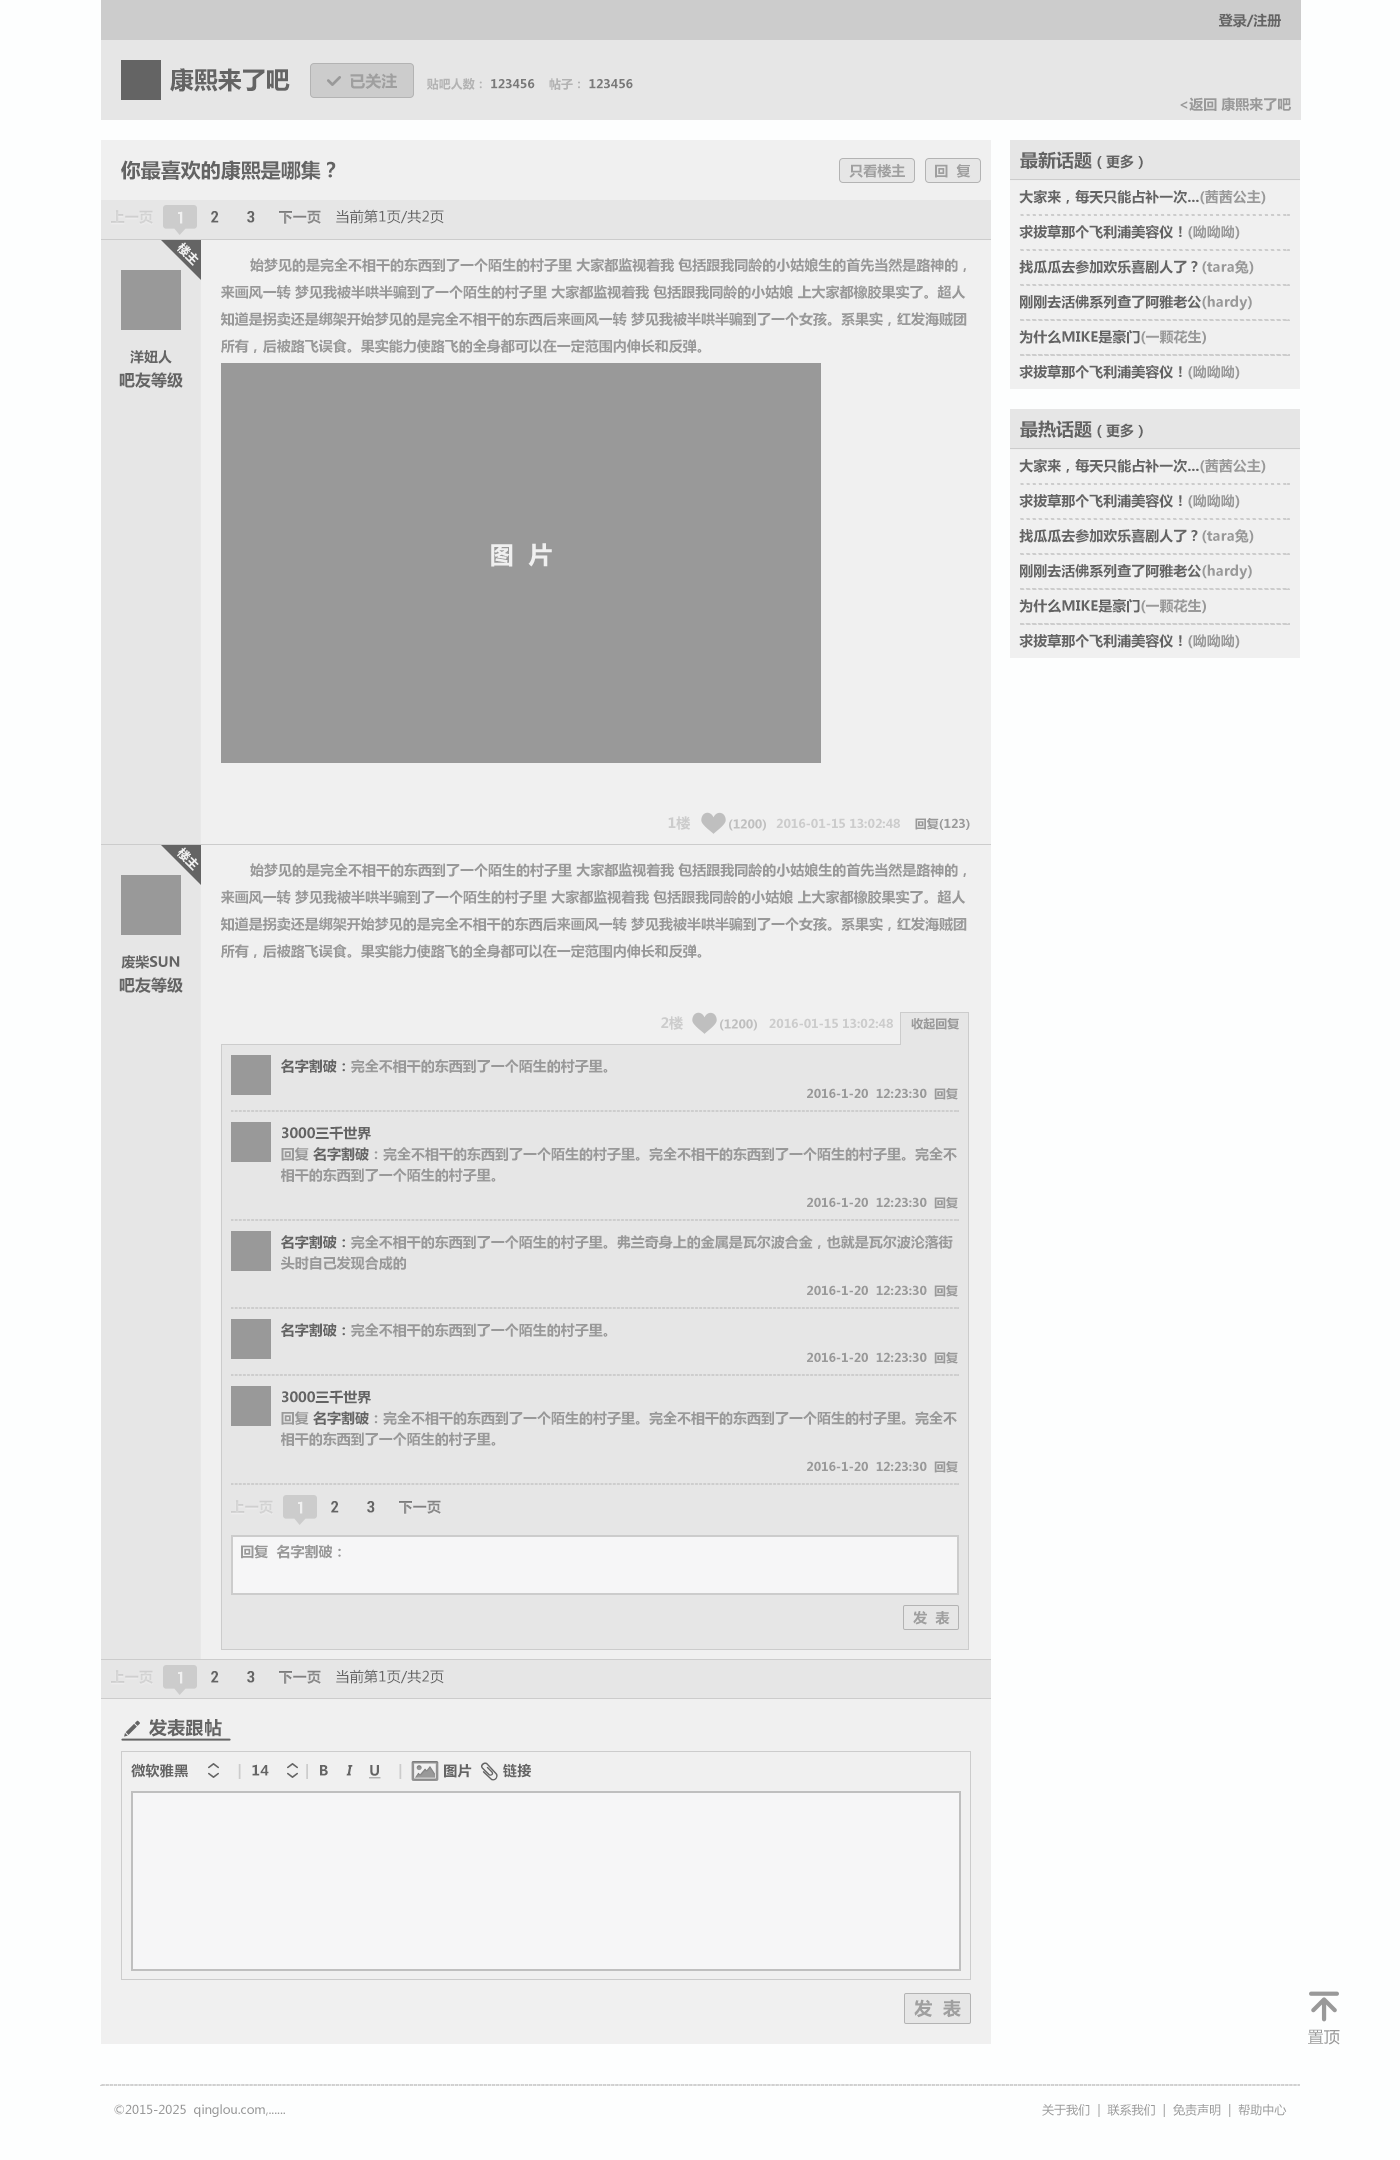 登录/注册
康熙来了吧 已关注 贴吧人数： 123456 帖子： 123456
<返回 康熙来了吧
你最喜欢的康熙是哪集？ 只看楼主 回 复
上一页 1 2 3 下一页 当前第1页/共2页
楼主
洋妞人
吧友等级
始梦见的是完全不相干的东西到了一个陌生的村子里 大家都监视着我 包括跟我同龄的小姑娘生的首先当然是路神的，
来画风一转 梦见我被半哄半骗到了一个陌生的村子里 大家都监视着我 包括跟我同龄的小姑娘 上大家都橡胶果实了。超人
知道是拐卖还是绑架开始梦见的是完全不相干的东西后来画风一转 梦见我被半哄半骗到了一个女孩。系果实，红发海贼团
所有，后被路飞误食。果实能力使路飞的全身都可以在一定范围内伸长和反弹。
图 片
1楼 (1200) 2016-01-15 13:02:48 回复(123)
楼主
废柴SUN
吧友等级
始梦见的是完全不相干的东西到了一个陌生的村子里 大家都监视着我 包括跟我同龄的小姑娘生的首先当然是路神的，
来画风一转 梦见我被半哄半骗到了一个陌生的村子里 大家都监视着我 包括跟我同龄的小姑娘 上大家都橡胶果实了。超人
知道是拐卖还是绑架开始梦见的是完全不相干的东西后来画风一转 梦见我被半哄半骗到了一个女孩。系果实，红发海贼团
所有，后被路飞误食。果实能力使路飞的全身都可以在一定范围内伸长和反弹。
2楼 (1200) 2016-01-15 13:02:48 收起回复
名字割破：完全不相干的东西到了一个陌生的村子里。
2016-1-20 12:23:30 回复
3000三千世界
回复 名字割破：完全不相干的东西到了一个陌生的村子里。完全不相干的东西到了一个陌生的村子里。完全不
相干的东西到了一个陌生的村子里。
2016-1-20 12:23:30 回复
名字割破：完全不相干的东西到了一个陌生的村子里。弗兰奇身上的金属是瓦尔波合金，也就是瓦尔波沦落街
头时自己发现合成的
2016-1-20 12:23:30 回复
名字割破：完全不相干的东西到了一个陌生的村子里。
2016-1-20 12:23:30 回复
3000三千世界
回复 名字割破：完全不相干的东西到了一个陌生的村子里。完全不相干的东西到了一个陌生的村子里。完全不
相干的东西到了一个陌生的村子里。
2016-1-20 12:23:30 回复
上一页 1 2 3 下一页
回复 名字割破：
发 表
上一页 1 2 3 下一页 当前第1页/共2页
发表跟帖
微软雅黑 | 14 | B I U | 图片 链接
发 表
最新话题（更多）
大家来，每天只能占补一次...(茜茜公主)
求拔草那个飞利浦美容仪！(呦呦呦)
找瓜瓜去参加欢乐喜剧人了？(tara兔)
刚刚去活佛系列查了阿雅老公(hardy)
为什么MIKE是豪门(一颗花生)
求拔草那个飞利浦美容仪！(呦呦呦)
最热话题（更多）
大家来，每天只能占补一次...(茜茜公主)
求拔草那个飞利浦美容仪！(呦呦呦)
找瓜瓜去参加欢乐喜剧人了？(tara兔)
刚刚去活佛系列查了阿雅老公(hardy)
为什么MIKE是豪门(一颗花生)
求拔草那个飞利浦美容仪！(呦呦呦)
置顶
©2015-2025 qinglou.com,......
关于我们 | 联系我们 | 免责声明 | 帮助中心